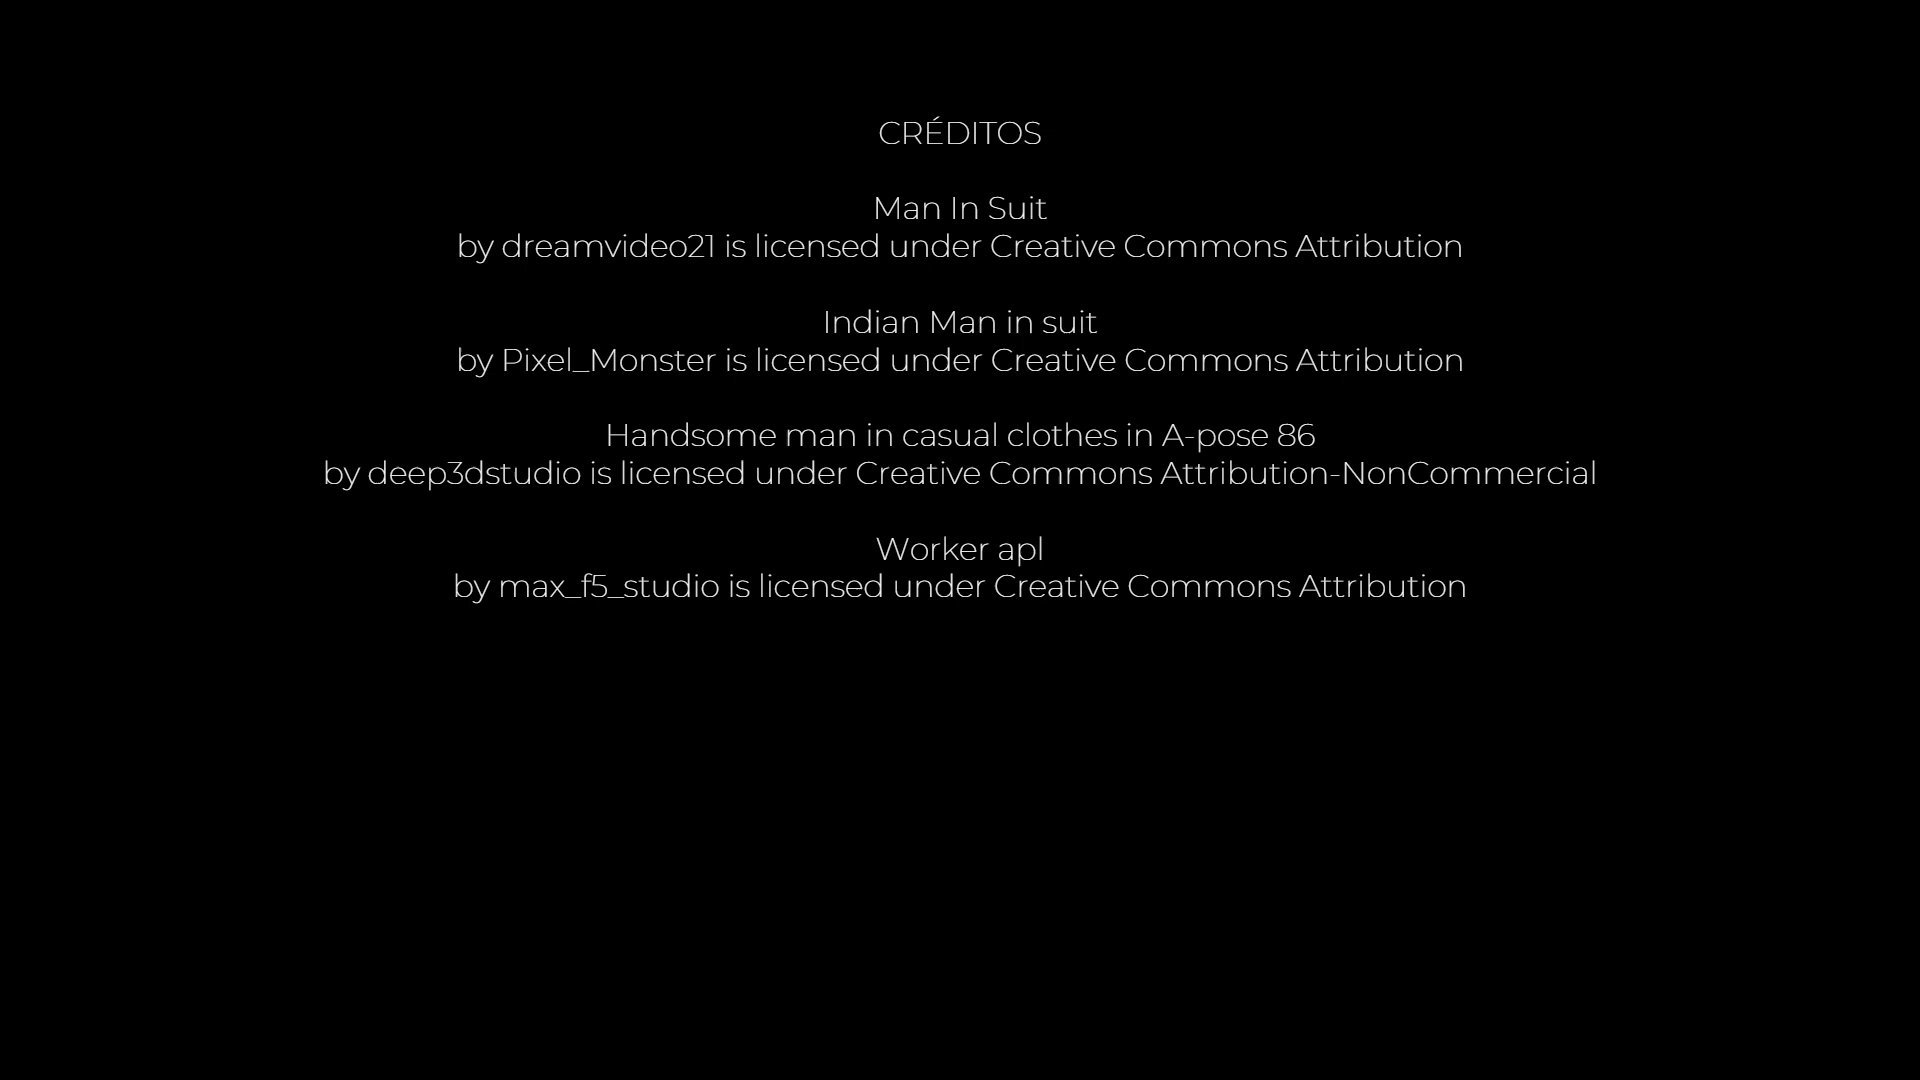 CRÉDITOS
Man In Suit
by dreamvideo21 is licensed under Creative Commons Attribution
Indian Man in suit
by Pixel_Monster is licensed under Creative Commons Attribution
Handsome man in casual clothes in A-pose 86
by deep3dstudio is licensed under Creative Commons Attribution-NonCommercial
Worker apl
by max_f5_studio is licensed under Creative Commons Attribution